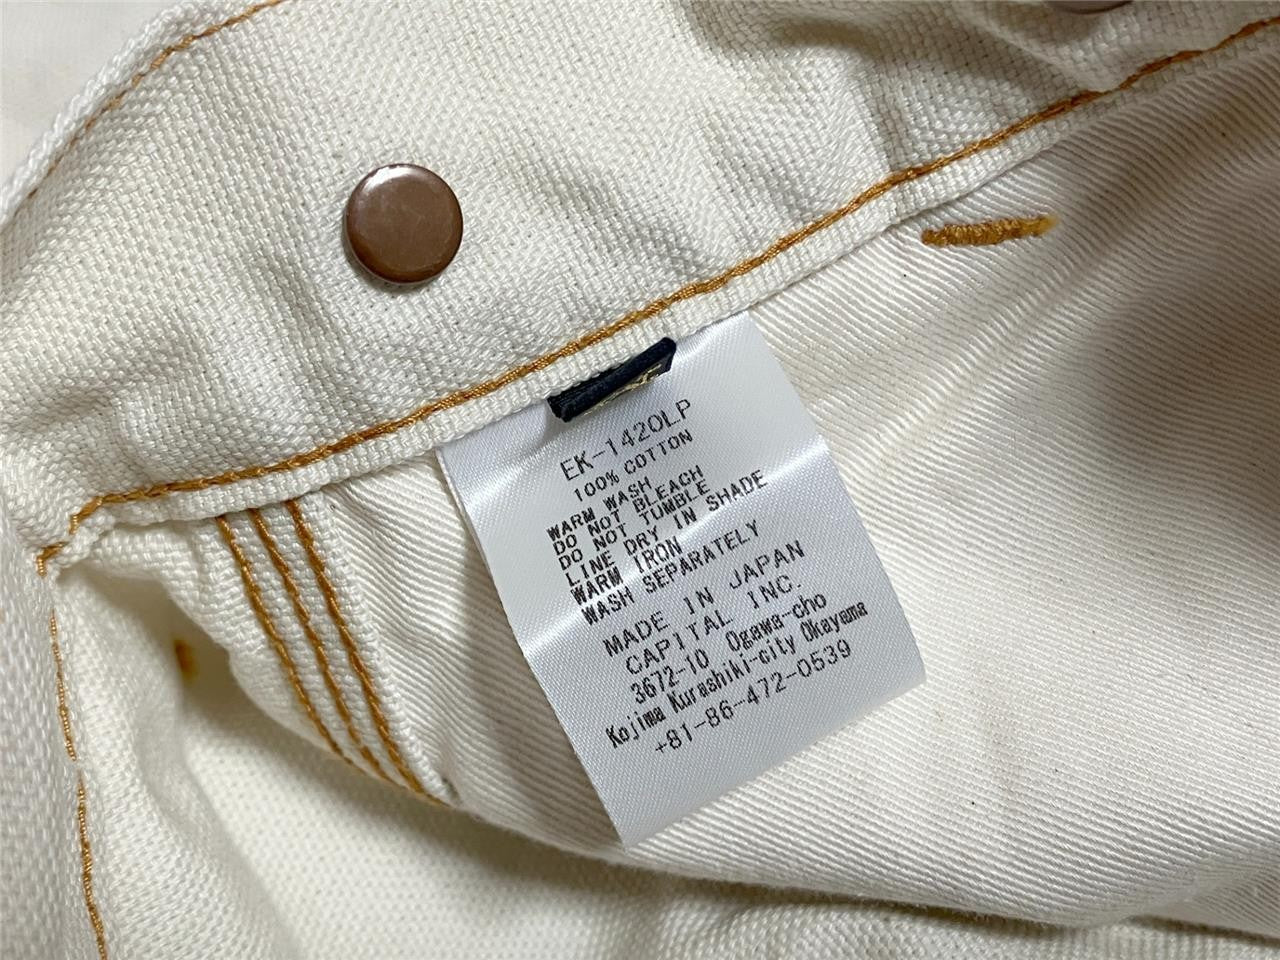 EK-1420LP
100% COTTON
WARM WASH
DO NOT BLEACH
DO NOT TUMBLE
LINE DRY IN SHADE
WARM IRON
WASH SEPARATELY
MADE IN JAPAN
CAPITAL INC.
3672-10 Ogawa-cho
Kojima Kurashiki-city Okayama
+81-86-472-0539